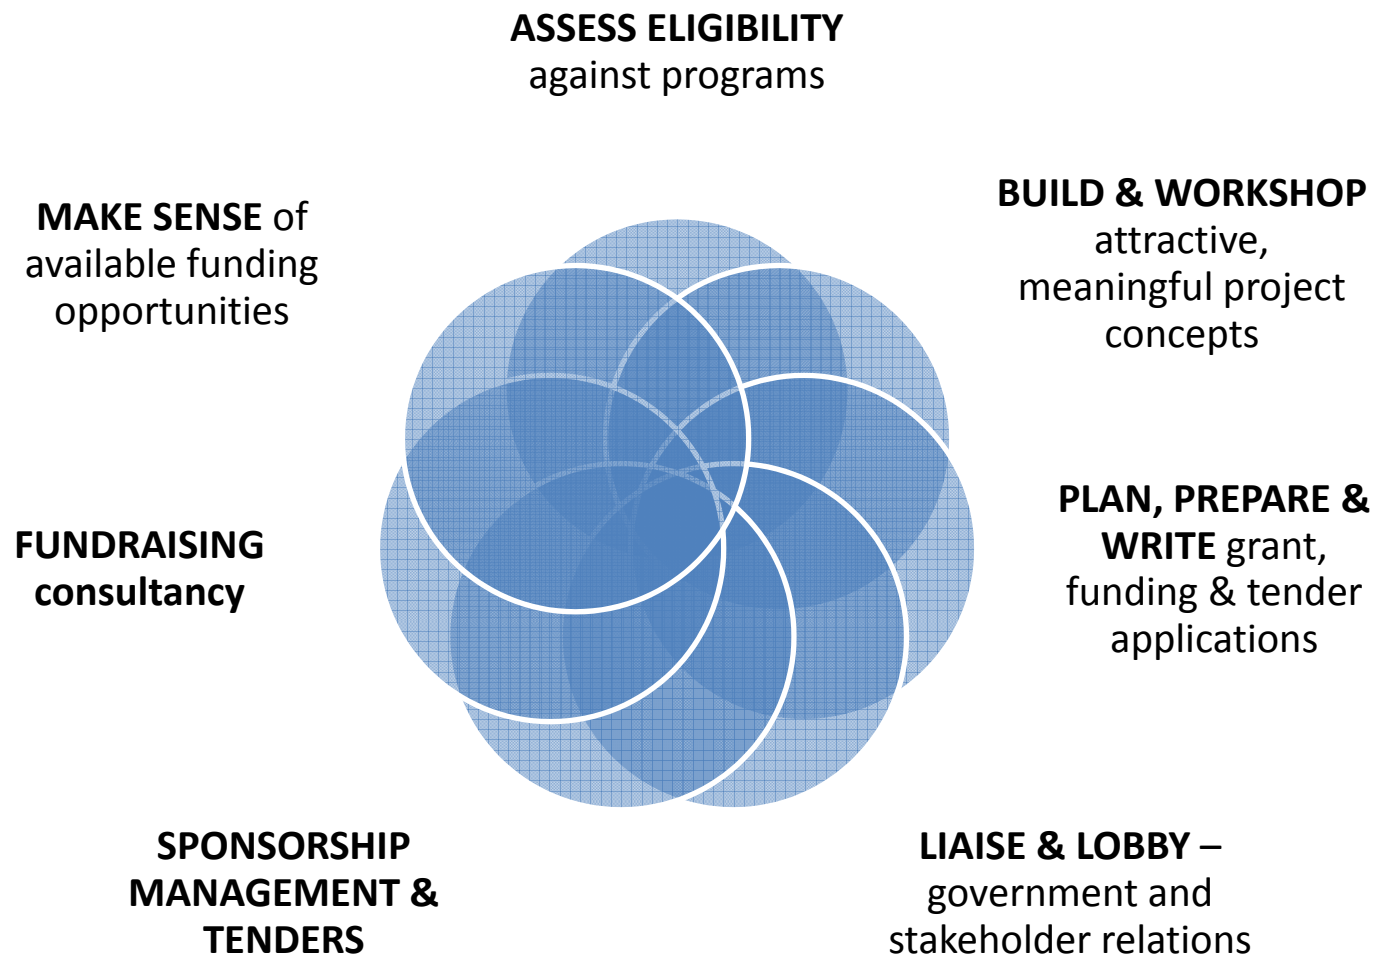 ASSESS ELIGIBILITY
against programs
BUILD & WORKSHOP
attractive,
meaningful project
concepts
PLAN, PREPARE &
WRITE grant,
funding & tender
applications
LIAISE & LOBBY –
government and
stakeholder relations
SPONSORSHIP
MANAGEMENT &
TENDERS
FUNDRAISING
consultancy
MAKE SENSE of
available funding
opportunities